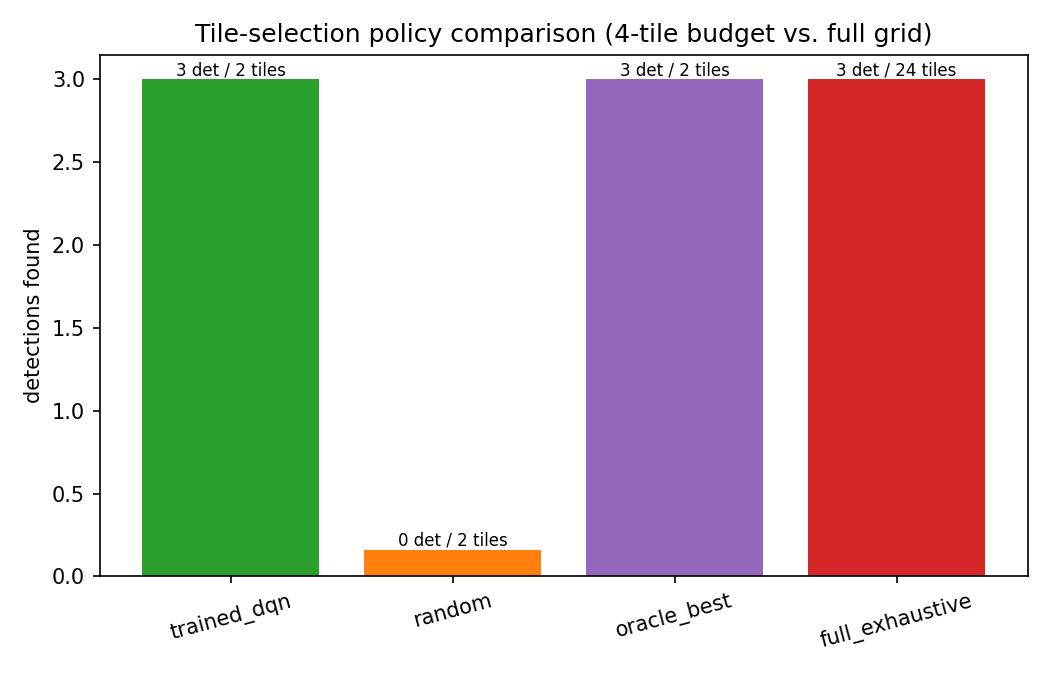 Tile-selection policy comparison (4-tile budget vs. full grid)
3 det / 2 tiles
3 det / 2 tiles
3 det / 24 tiles
0 det / 2 tiles
detections found
3.0
2.5
2.0
1.5
1.0
0.5
0.0
trained_dqn
random
oracle_best
full_exhaustive